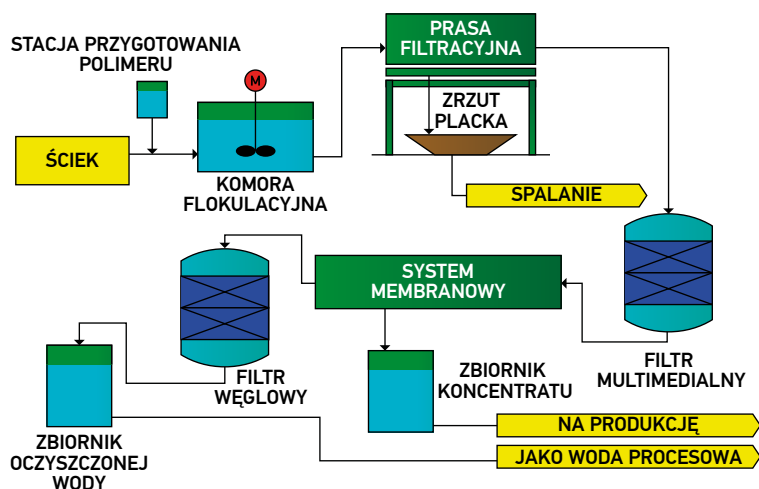 STACJA PRZYGOTOWANIA
POLIMERU
M
PRASA
FILTRACYJNA
ZRZUT
PLACKA
ŚCIEK
KOMORA
FLOKULACYJNA
SPALANIE
SYSTEM
MEMBRANOWY
FILTR
MULTIMEDIALNY
FILTR
WĘGLOWY
ZBIORNIK
KONCENTRATU
NA PRODUKCJĘ
ZBIORNIK
OCZYSZCZONEJ
WODY
JAKO WODA PROCESOWA